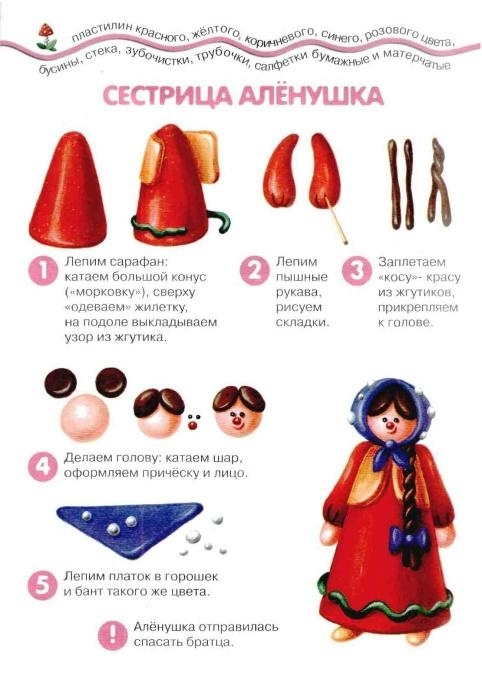 пластилин красного, жёлтого, коричневого, синего, розового цвета,
бусины, стека, зубочистки, трубочки, салфетки бумажные и матерчатые
СЕСТРИЦА АЛЁНУШКА
1
Лепим сарафан:
катаем большой конус
(«морковку»), сверху
«одеваем» жилетку,
на подоле выкладываем
узор из жгутика.
2
Лепим
пышные
рукава,
рисуем
складки.
3
Заплетаем
«косу»- красу
из жгутиков,
прикрепляем
к голове.
4
Делаем голову: катаем шар,
оформляем причёску и лицо.
5
Лепим платок в горошек
и бант такого же цвета.
!
Алёнушка отправилась
спасать братца.